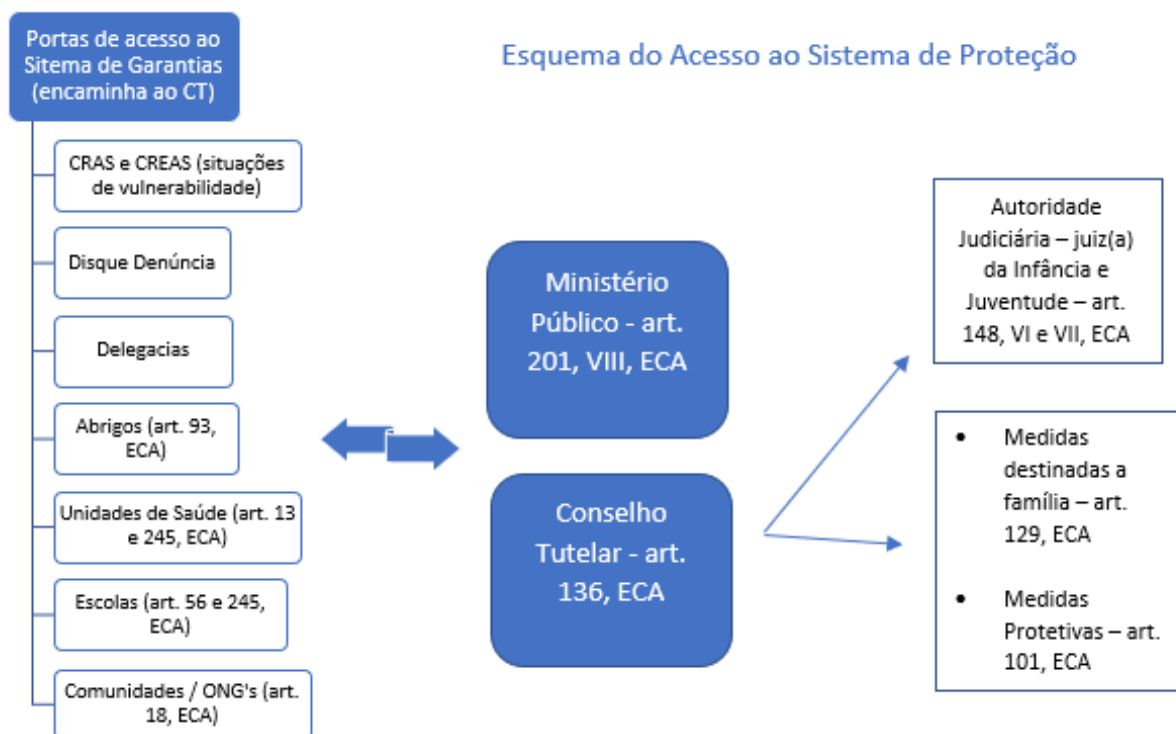 Portas de acesso ao
Sitema de Garantias
(encaminha ao CT)
Esquema do Acesso ao Sistema de Proteção
CRAS e CREAS (situações
de vulnerabilidade)
Disque Denúncia
Delegacias
Abrigos (art. 93,
ECA)
Unidades de Saúde (art. 13
e 245, ECA)
Escolas (art. 56 e 245,
ECA)
Comunidades / ONG's (art.
18, ECA)
Ministério
Público - art.
201, VIII, ECA
Conselho
Tutelar - art.
136, ECA
Autoridade
Judiciária – juiz(a)
da Infância e
Juventude – art.
148, VI e VII, ECA
• Medidas
destinadas a
família – art.
129, ECA
• Medidas
Protetivas – art.
101, ECA